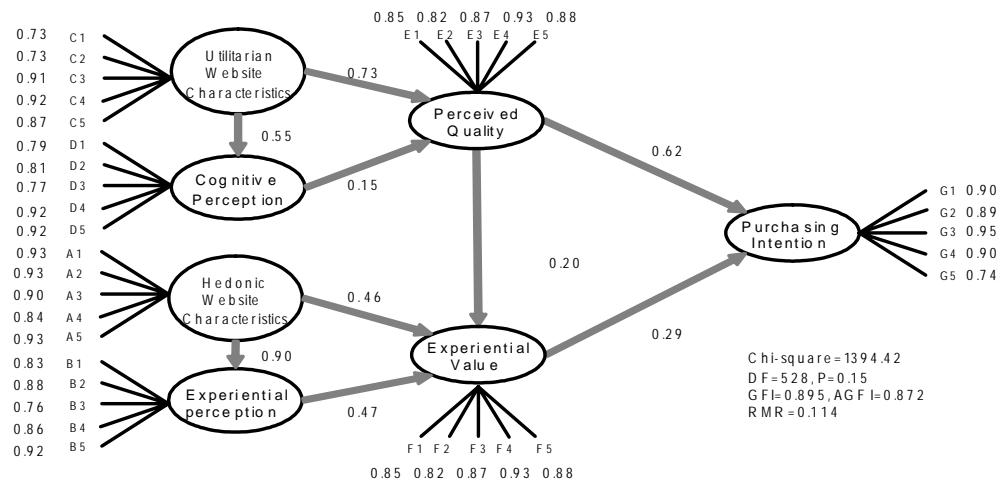 0.85 0.82 0.87 0.93 0.88
E1 E2 E3 E4 E5
0.73 C1
0.73 C2
0.91 C3
0.92 C4
0.87 C5
Utilitarian
Website
Characteristics
0.73
0.55
Perceived
Quality
0.79 D1
0.81 D2
0.77 D3
0.92 D4
0.92 D5
Cognitive
Perception
0.15
0.62
0.93 A1
0.93 A2
0.90 A3
0.84 A4
0.93 A5
Hedonic
Website
Characteristics
0.46
0.90
0.20
Purchasing
Intention
G1 0.90
G2 0.89
G3 0.95
G4 0.90
G5 0.74
0.83 B1
0.88 B2
0.76 B3
0.86 B4
0.92 B5
Experiential
perception
0.47
Experiential
Value
0.29
F1 F2 F3 F4 F5
0.85 0.82 0.87 0.93 0.88
Chi-square=1394.42
DF=528, P=0.15
GFI=0.895, AGFI=0.872
RMR=0.114